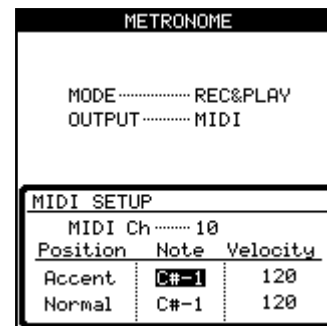 METRONOME
MODE REC&PLAY
OUTPUT MIDI
MIDI SETUP
MIDI Ch 10
Position Note Velocity
Accent C#-1 120
Normal C#-1 120